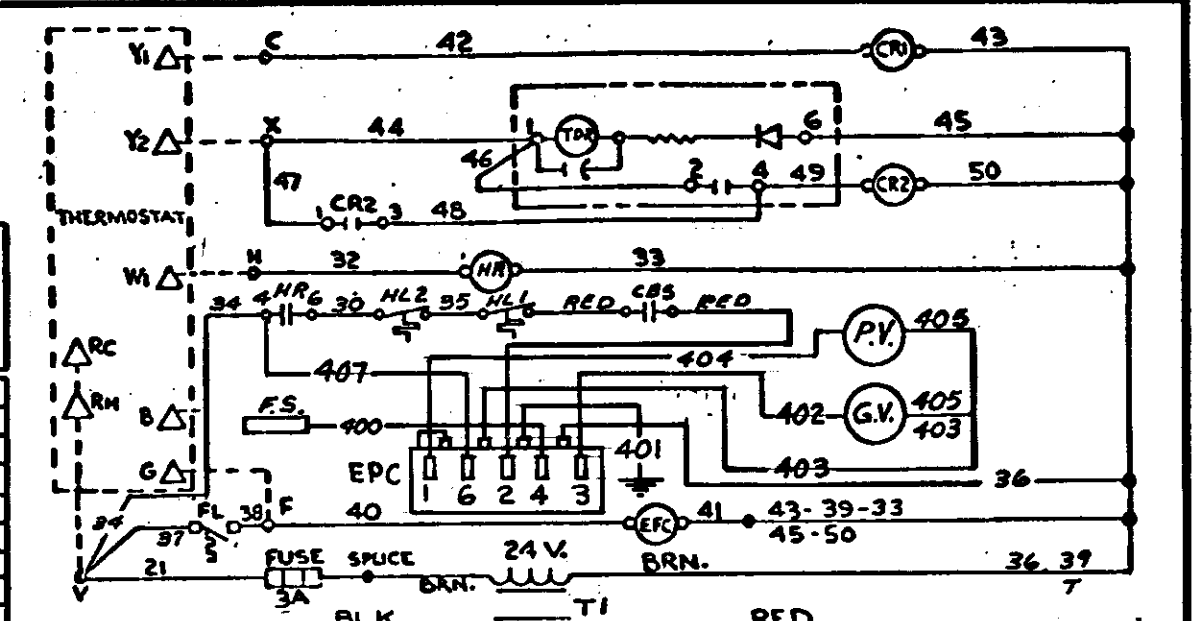 Y1 C 42 CR1 43
Y2 X 44 1 TDR 6 45
46 2 4 49 CR2 50
47 1 CR2 3 48
THERMOSTAT
W1 H 32 HR 33
34 4 HR 6 30 HL2 35 HL1 RED CBS RED
RC 404 P.V. 405
RH 407
B F.S. 400 402 G.V. 405
401 403
G EPC 403 36
1 6 2 4 3
34 FL 38 F 40 EFC 41 43-39-33
37 45-50
21 FUSE SPLICE 24 V. BRN. 36 39
V 3A BRN. T1 T
BLK RED